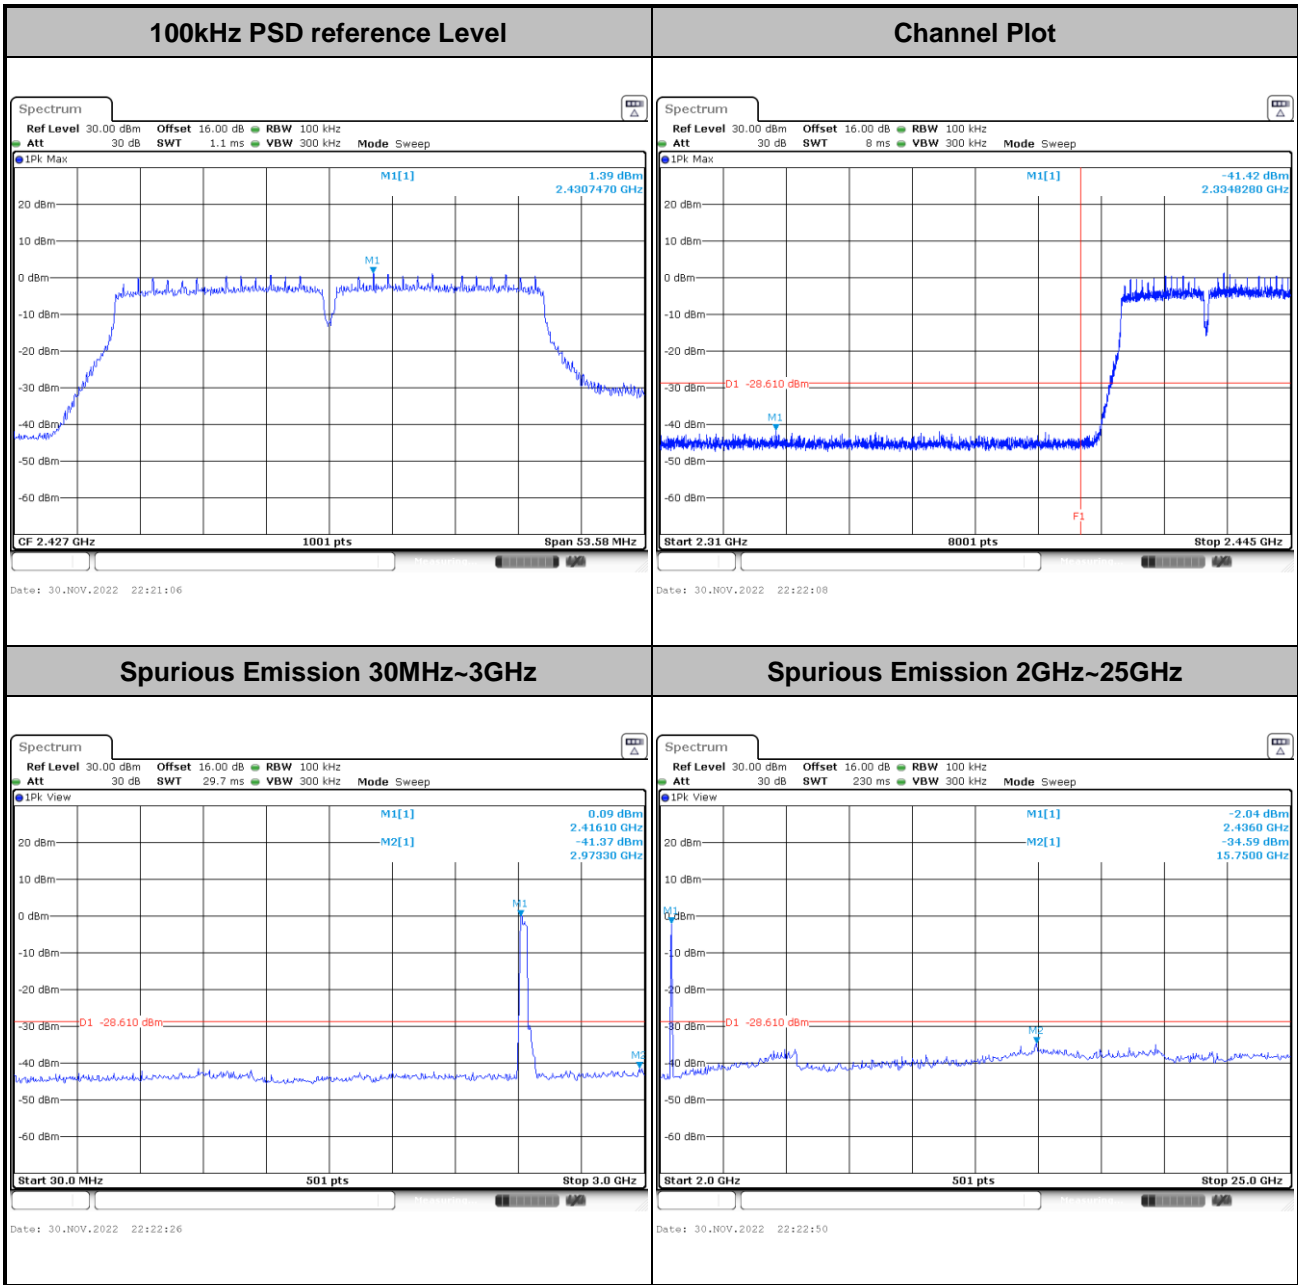 100kHz PSD reference Level
Spectrum
Ref Level 30.00 dBm Offset 16.00 dB RBW 100 kHz
Att 30 dB SWT 1.1 ms VBW 300 kHz Mode Sweep
1Pk Max
M1[1] 1.39 dBm
2.4307470 GHz
20 dBm
10 dBm
M1
0 dBm
-10 dBm
-20 dBm
-30 dBm
-40 dBm
-50 dBm
-60 dBm
CF 2.427 GHz 1001 pts Span 53.58 MHz
Measuring...
Date: 30.NOV.2022 22:21:06
Channel Plot
Spectrum
Ref Level 30.00 dBm Offset 16.00 dB RBW 100 kHz
Att 30 dB SWT 8 ms VBW 300 kHz Mode Sweep
1Pk Max
M1[1] -41.42 dBm
2.3348280 GHz
20 dBm
10 dBm
0 dBm
-10 dBm
-20 dBm
D1 -28.610 dBm
-30 dBm
M1
-40 dBm
-50 dBm
-60 dBm
F1
Start 2.31 GHz 8001 pts Stop 2.445 GHz
Measuring...
Date: 30.NOV.2022 22:22:08
Spurious Emission 30MHz~3GHz
Spectrum
Ref Level 30.00 dBm Offset 16.00 dB RBW 100 kHz
Att 30 dB SWT 29.7 ms VBW 300 kHz Mode Sweep
1Pk View
M1[1] 0.09 dBm
2.41610 GHz
20 dBm M2[1] -41.37 dBm
2.97330 GHz
10 dBm
M1
0 dBm
-10 dBm
-20 dBm
D1 -28.610 dBm
-30 dBm
M2
-40 dBm
-50 dBm
-60 dBm
Start 30.0 MHz 501 pts Stop 3.0 GHz
Measuring...
Date: 30.NOV.2022 22:22:26
Spurious Emission 2GHz~25GHz
Spectrum
Ref Level 30.00 dBm Offset 16.00 dB RBW 100 kHz
Att 30 dB SWT 230 ms VBW 300 kHz Mode Sweep
1Pk View
M1[1] -2.04 dBm
2.4360 GHz
20 dBm M2[1] -34.59 dBm
15.7500 GHz
10 dBm
M1
0 dBm
-10 dBm
-20 dBm
D1 -28.610 dBm
-30 dBm
M2
-40 dBm
-50 dBm
-60 dBm
Start 2.0 GHz 501 pts Stop 25.0 GHz
Measuring...
Date: 30.NOV.2022 22:22:50